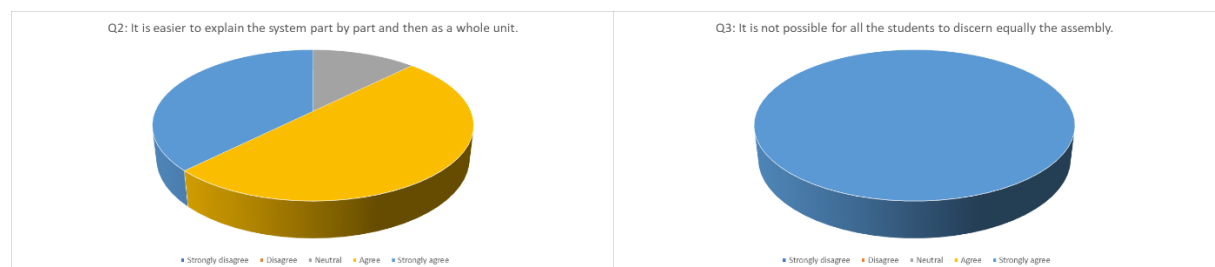 Q2: It is easier to explain the system part by part and then as a whole unit.
Strongly disagree Disagree Neutral Agree Strongly agree
Q3: It is not possible for all the students to discern equally the assembly.
Strongly disagree Disagree Neutral Agree Strongly agree